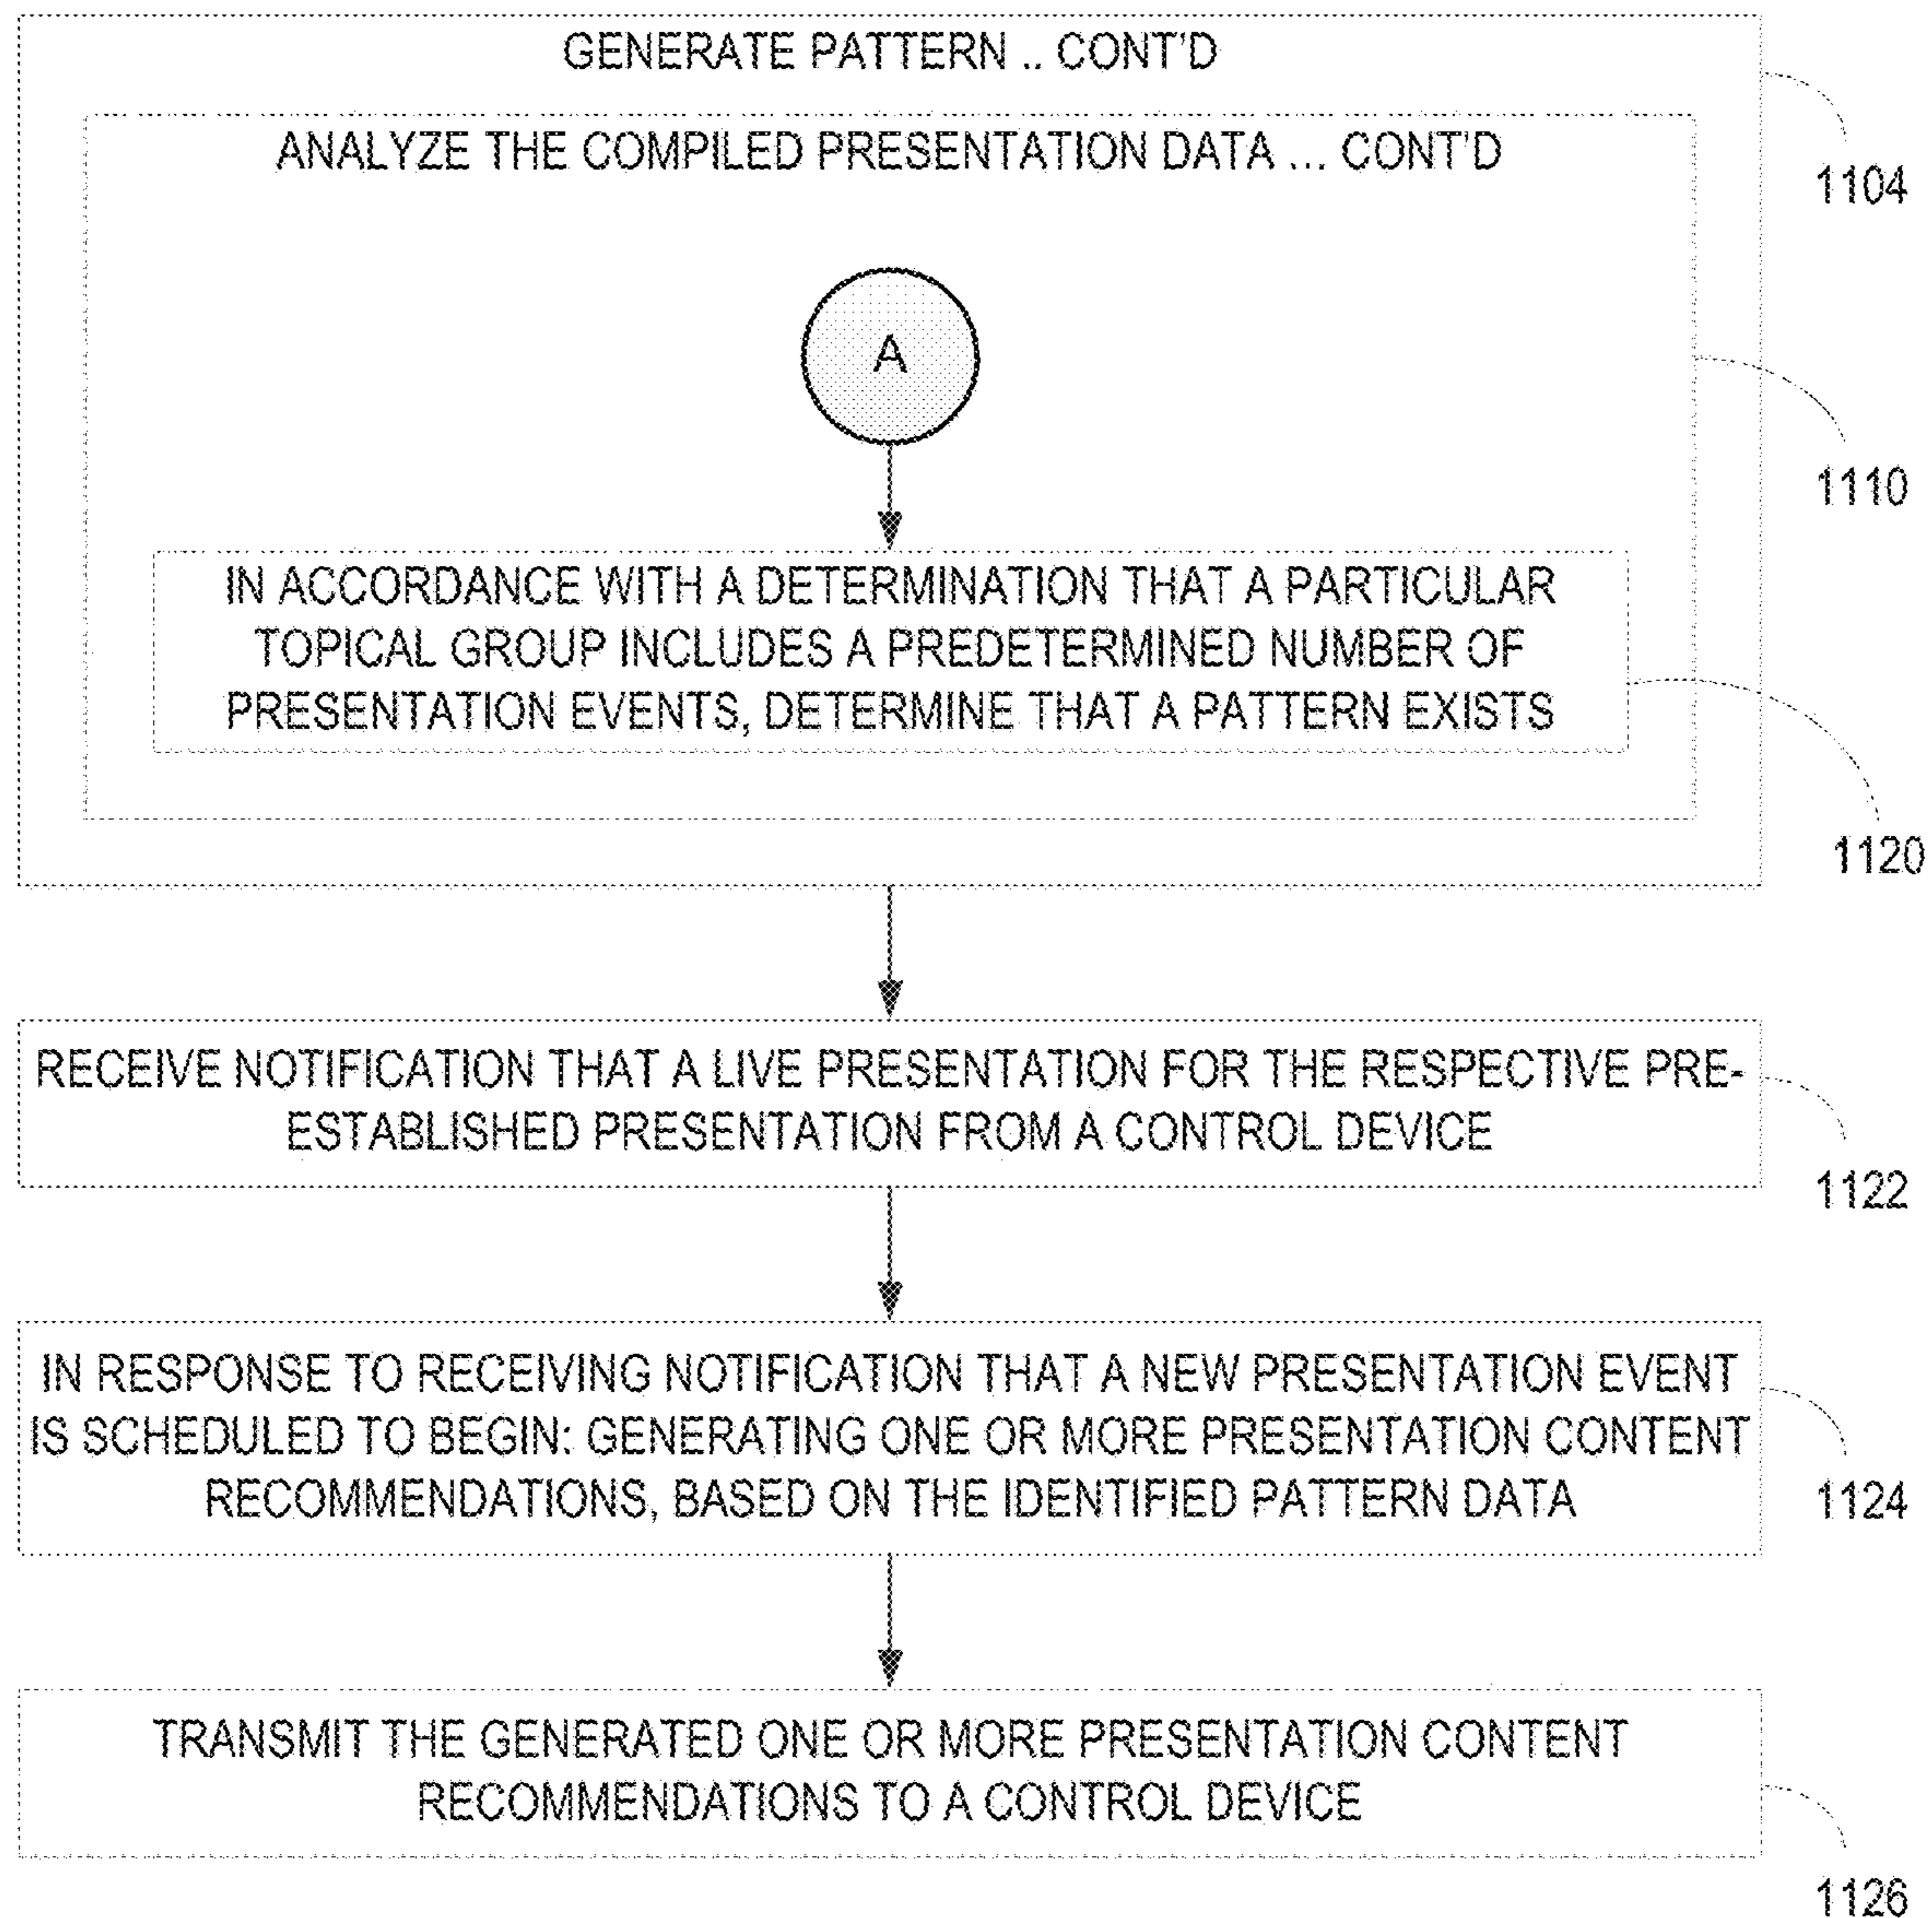 GENERATE PATTERN .. CONT'D
ANALYZE THE COMPILED PRESENTATION DATA ... CONT'D
1104
A
1110
IN ACCORDANCE WITH A DETERMINATION THAT A PARTICULAR
TOPICAL GROUP INCLUDES A PREDETERMINED NUMBER OF
PRESENTATION EVENTS, DETERMINE THAT A PATTERN EXISTS
1120
RECEIVE NOTIFICATION THAT A LIVE PRESENTATION FOR THE RESPECTIVE PRE-
ESTABLISHED PRESENTATION FROM A CONTROL DEVICE
1122
IN RESPONSE TO RECEIVING NOTIFICATION THAT A NEW PRESENTATION EVENT
IS SCHEDULED TO BEGIN: GENERATING ONE OR MORE PRESENTATION CONTENT
RECOMMENDATIONS, BASED ON THE IDENTIFIED PATTERN DATA
1124
TRANSMIT THE GENERATED ONE OR MORE PRESENTATION CONTENT
RECOMMENDATIONS TO A CONTROL DEVICE
1126